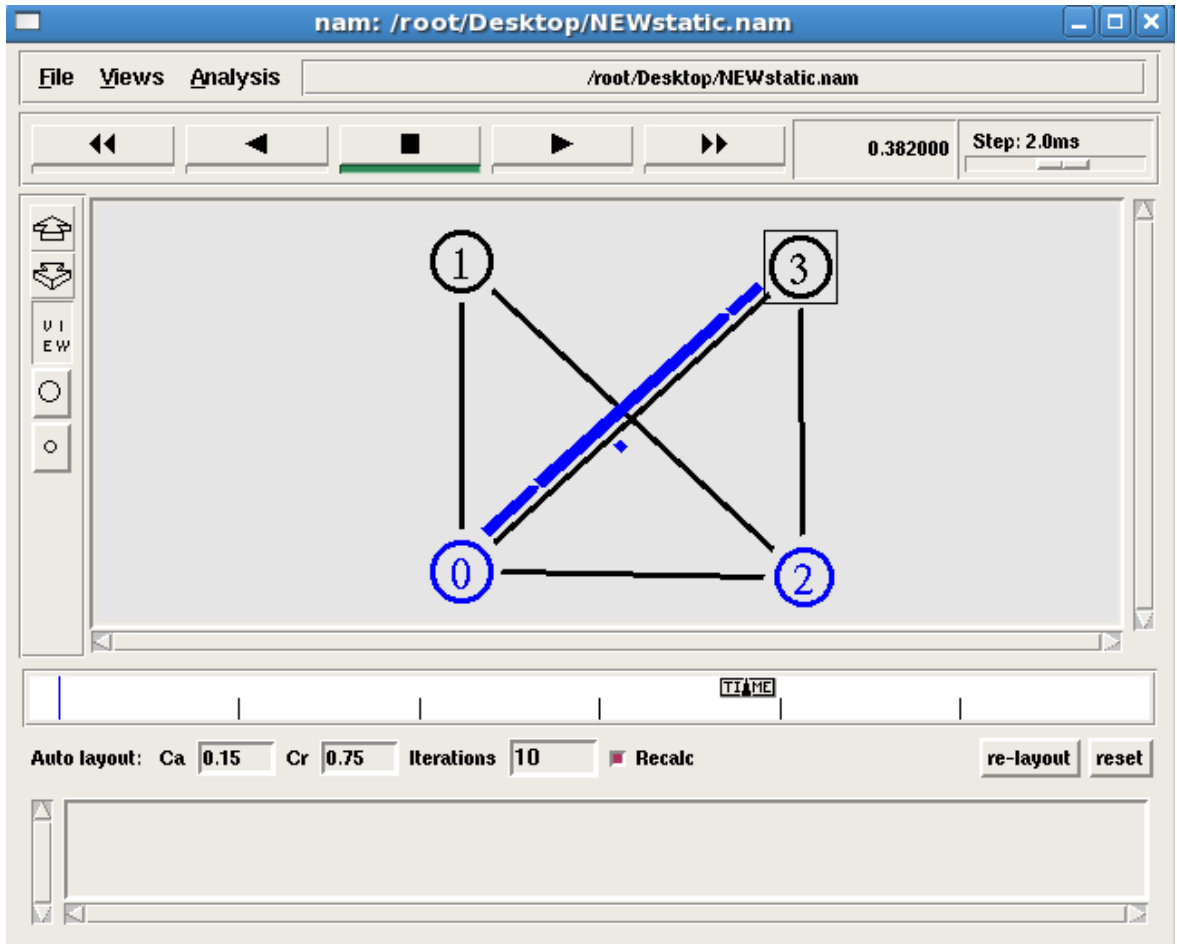 nam: /root/Desktop/NEWstatic.nam
File Views Analysis /root/Desktop/NEWstatic.nam
0.382000 Step: 2.0ms
1 3
V I
E W
0 2
TIME
Auto layout: Ca 0.15 Cr 0.75 Iterations 10 Recalc re-layout reset